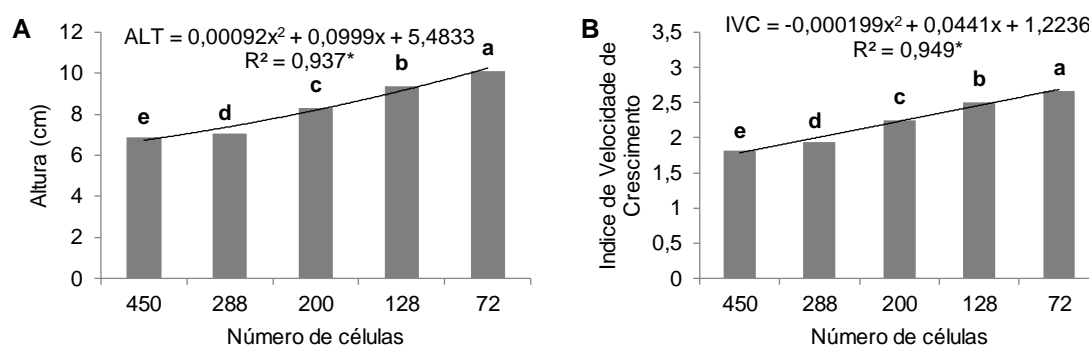 A
ALT = 0,00092x² + 0,0999x + 5,4833
R² = 0,937*
Altura (cm)
12
10
8
6
4
2
0
e
d
c
b
a
450 288 200 128 72
Número de células
B
IVC = -0,000199x² + 0,0441x + 1,2236
R² = 0,949*
Indice de Velocidade de
Crescimento
3,5
3
2,5
2
1,5
1
0,5
0
e
d
c
b
a
450 288 200 128 72
Número de células